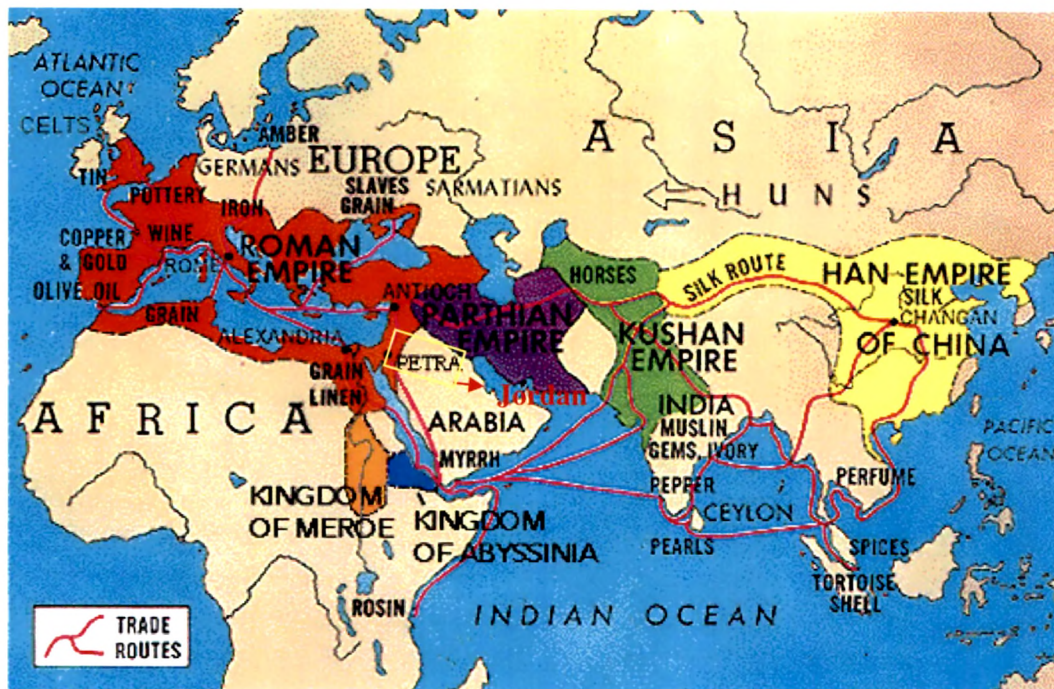 ATLANTIC
OCEAN
CELTS
TIN
AMBER
GERMANS
EUROPE
SLAVES
GRAIN
SARMATIANS
POTTERY
IRON
COPPER
& GOLD
WINE
ROME
ROMAN
EMPIRE
OLIVE OIL
GRAIN
ALEXANDRIA
ANTIOCH
PARTHIAN
EMPIRE
PETRA
Jordan
GRAIN
LINEN
ASIA
HUNS
HORSES
SILK ROUTE
HAN EMPIRE
OF CHINA
SILK
CHANGAN
KUSHAN
EMPIRE
INDIA
MUSLIN
GEMS, IVORY
PEPPER
CEYLON
PEARLS
PERFUME
SPICES
TORTOISE
SHELL
PACIFIC
OCEAN
AFRICA
ARABIA
MYRRH
KINGDOM
OF MEROE
KINGDOM
OF ABYSSINIA
ROSIN
INDIAN OCEAN
TRADE
ROUTES